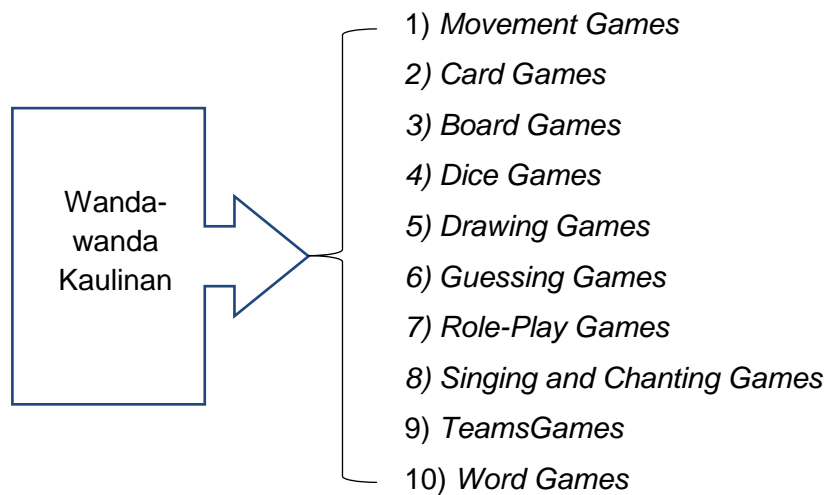 Wanda-
wanda
Kaulinan
1) Movement Games
2) Card Games
3) Board Games
4) Dice Games
5) Drawing Games
6) Guessing Games
7) Role-Play Games
8) Singing and Chanting Games
9) TeamsGames
10) Word Games